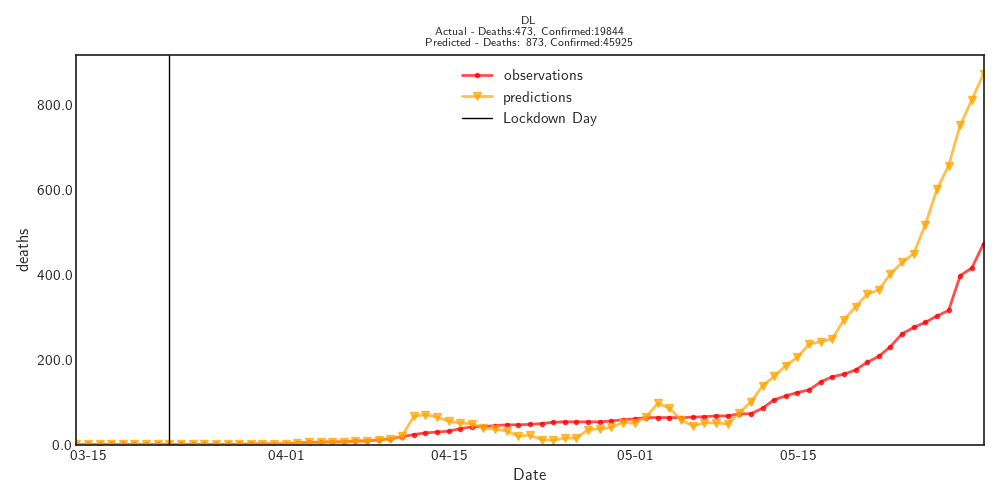 DL
Actual - Deaths:473, Confirmed:19844
Predicted - Deaths: 873, Confirmed:45925
observations
predictions
Lockdown Day
800.0
600.0
400.0
200.0
0.0
deaths
03-15 04-01 04-15 05-01 05-15
Date